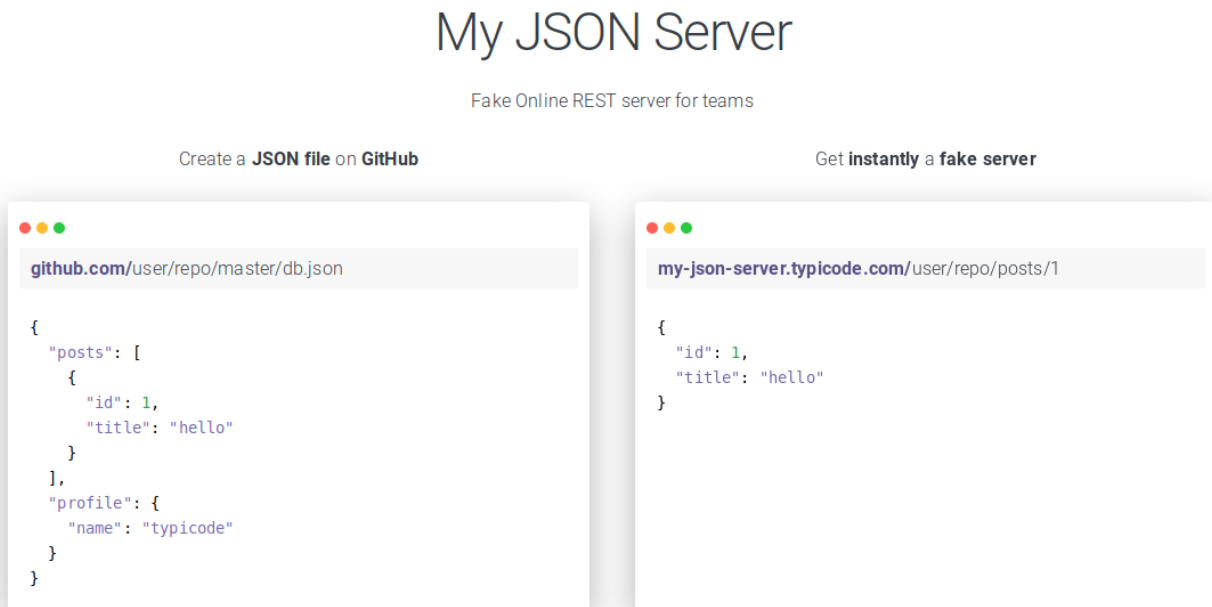 My JSON Server
Fake Online REST server for teams
Create a JSON file on GitHub
github.com/user/repo/master/db.json
{
  "posts": [
    {
      "id": 1,
      "title": "hello"
    }
  ],
  "profile": {
    "name": "typicode"
  }
}
Get instantly a fake server
my-json-server.typicode.com/user/repo/posts/1
{
  "id": 1,
  "title": "hello"
}